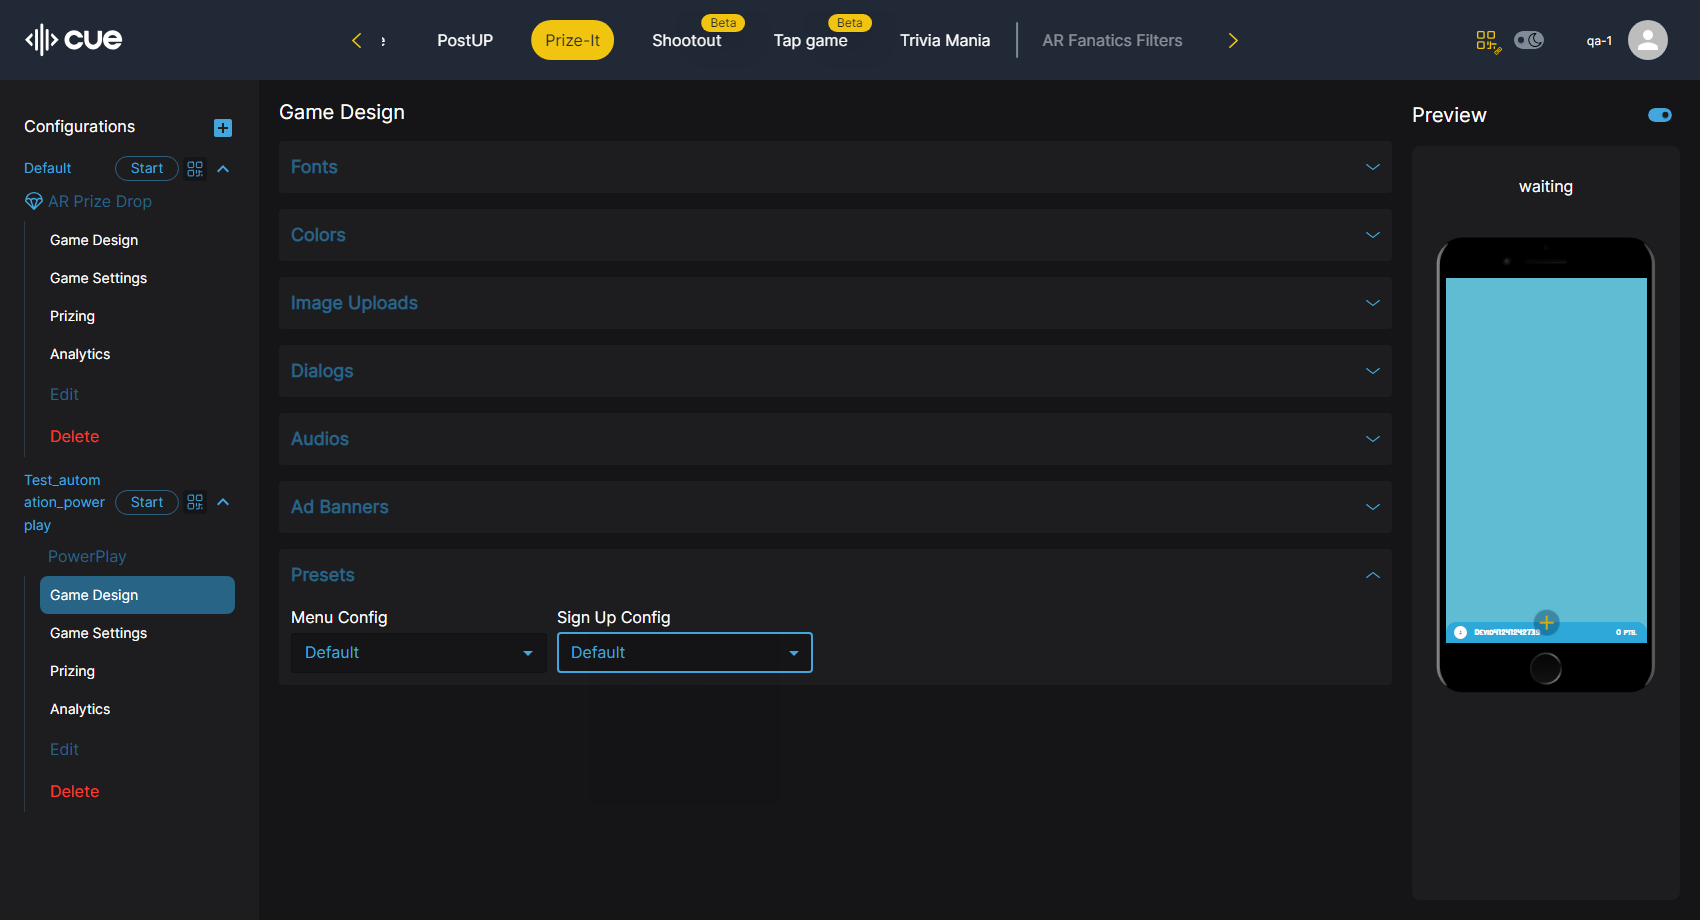 cue
PostUP
Prize-It
Shootout
Beta
Tap game
Beta
Trivia Mania
AR Fanatics Filters
qa-1
Configurations
Default
Start
AR Prize Drop
Game Design
Game Settings
Prizing
Analytics
Edit
Delete
Test_autom
ation_power
play
Start
PowerPlay
Game Design
Game Settings
Prizing
Analytics
Edit
Delete
Game Design
Fonts
Colors
Image Uploads
Dialogs
Audios
Ad Banners
Presets
Menu Config
Sign Up Config
Default
Default
Preview
waiting
0 PTS.